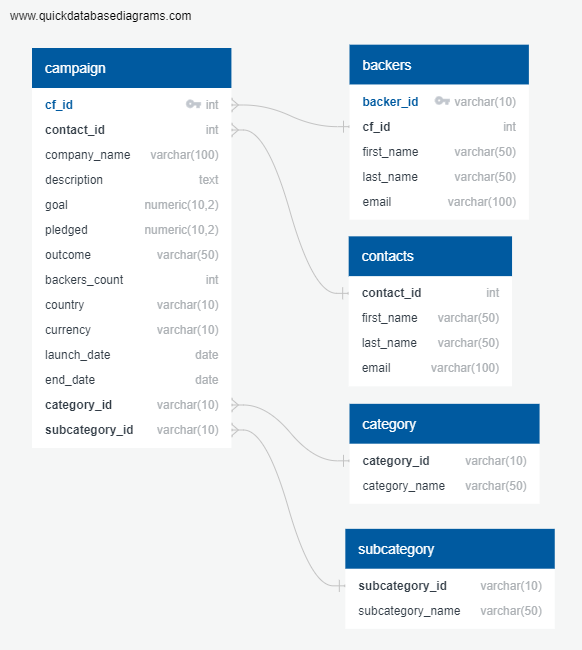 www.quickdatabasediagrams.com
campaign
cf_id int
contact_id int
company_name varchar(100)
description text
goal numeric(10,2)
pledged numeric(10,2)
outcome varchar(50)
backers_count int
country varchar(10)
currency varchar(10)
launch_date date
end_date date
category_id varchar(10)
subcategory_id varchar(10)
backers
backer_id varchar(10)
cf_id int
first_name varchar(50)
last_name varchar(50)
email varchar(100)
contacts
contact_id int
first_name varchar(50)
last_name varchar(50)
email varchar(100)
category
category_id varchar(10)
category_name varchar(50)
subcategory
subcategory_id varchar(10)
subcategory_name varchar(50)